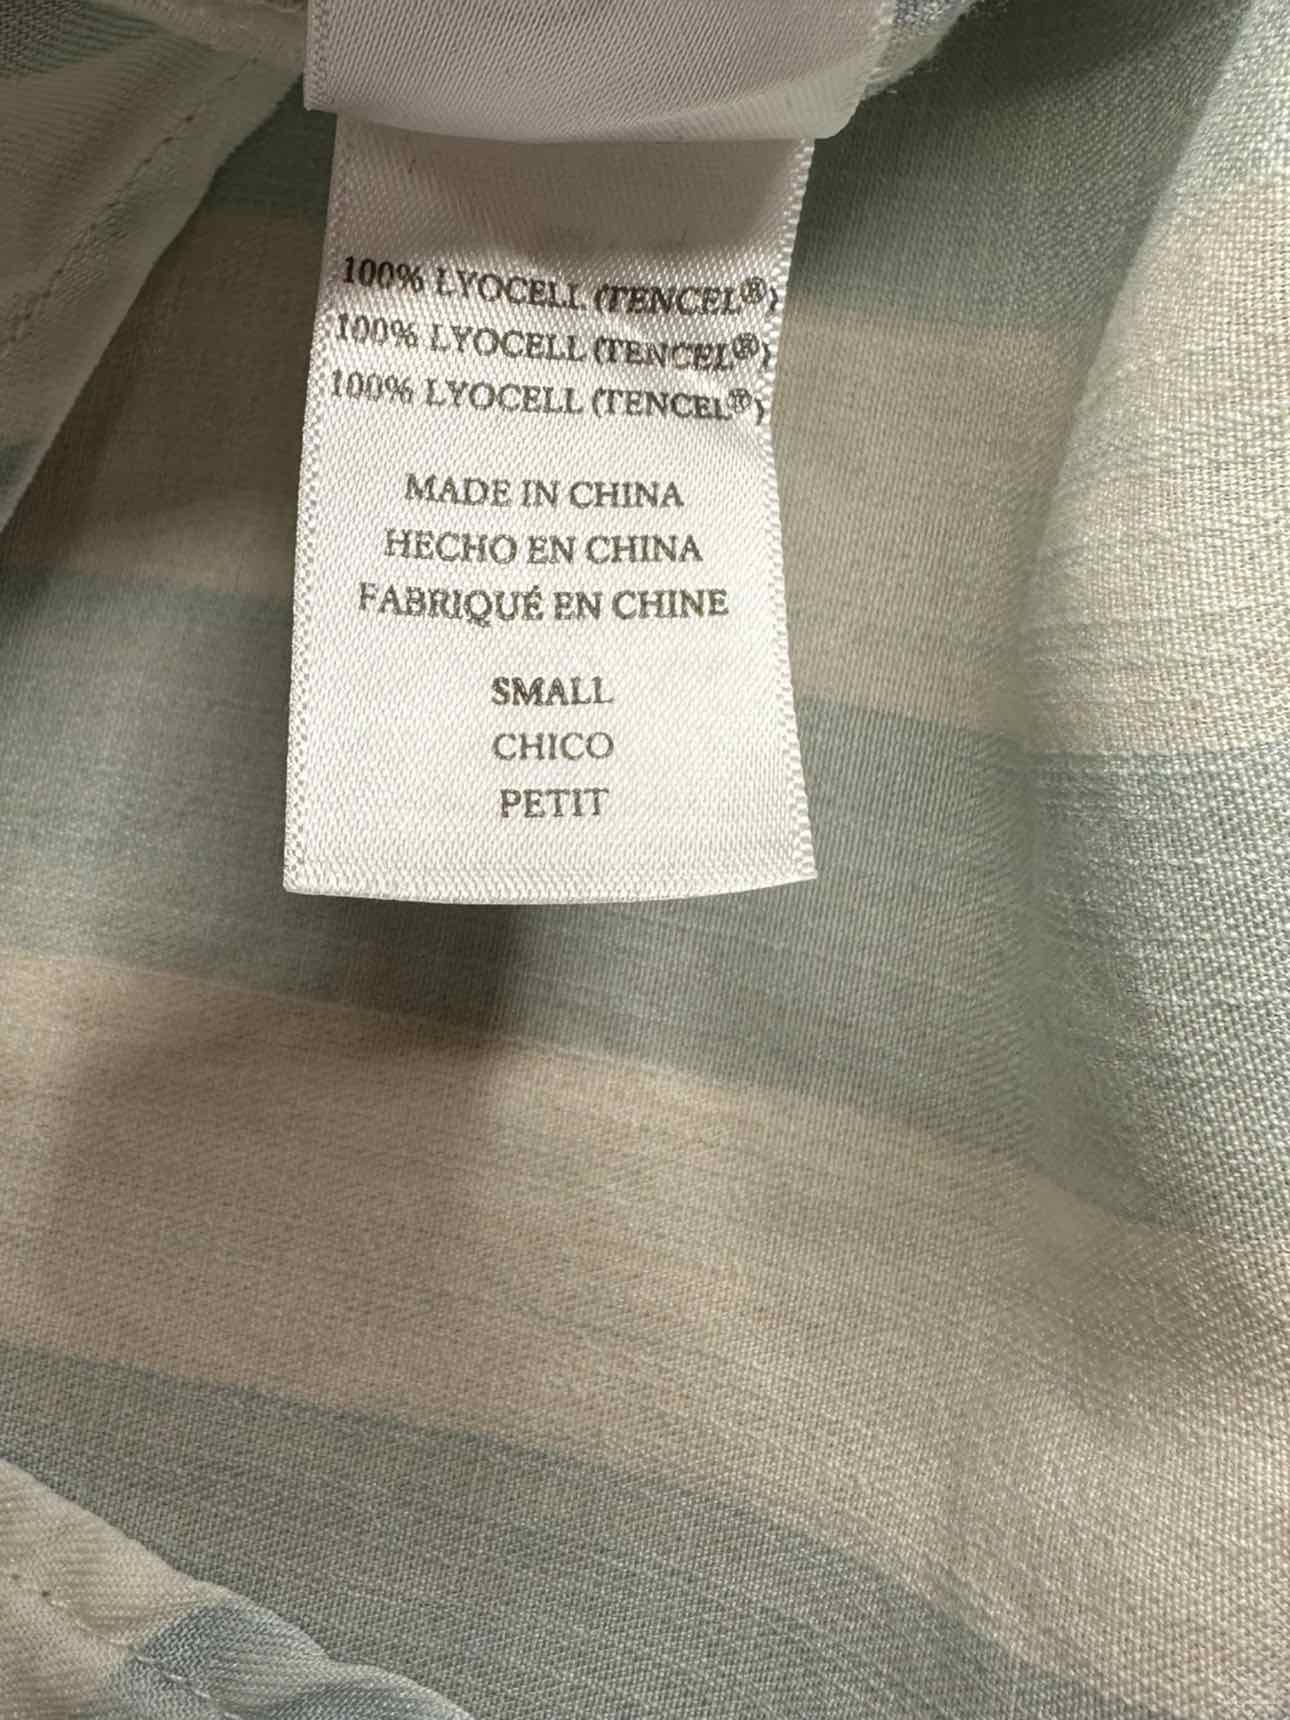 100% LYOCELL (TENCEL®)
100% LYOCELL (TENCEL®)
100% LYOCELL (TENCEL®)
MADE IN CHINA
HECHO EN CHINA
FABRIQUÉ EN CHINE
SMALL
CHICO
PETIT